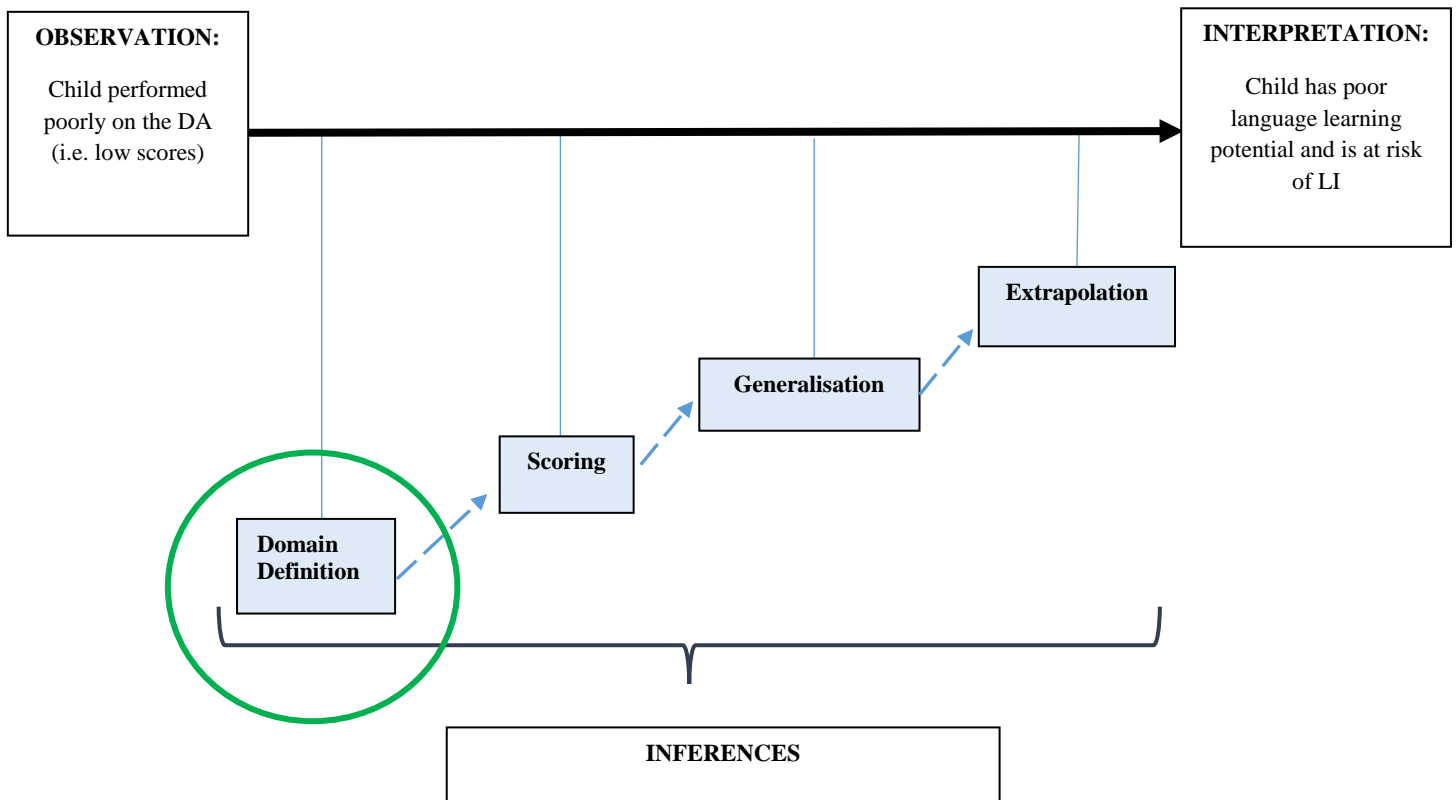 OBSERVATION:
Child performed
poorly on the DA
(i.e. low scores)
INTERPRETATION:
Child has poor
language learning
potential and is at risk
of LI
Extrapolation
Generalisation
Scoring
Domain
Definition
INFERENCES